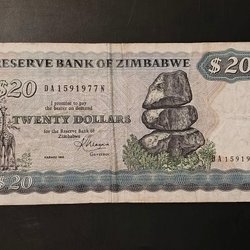 RESERVE BANK OF ZIMBABWE $20
$20 DA1591977N
I promise to pay
the bearer on demand
TWENTY DOLLARS
for the Reserve Bank of
Zimbabwe
Governor
DA15919
$20